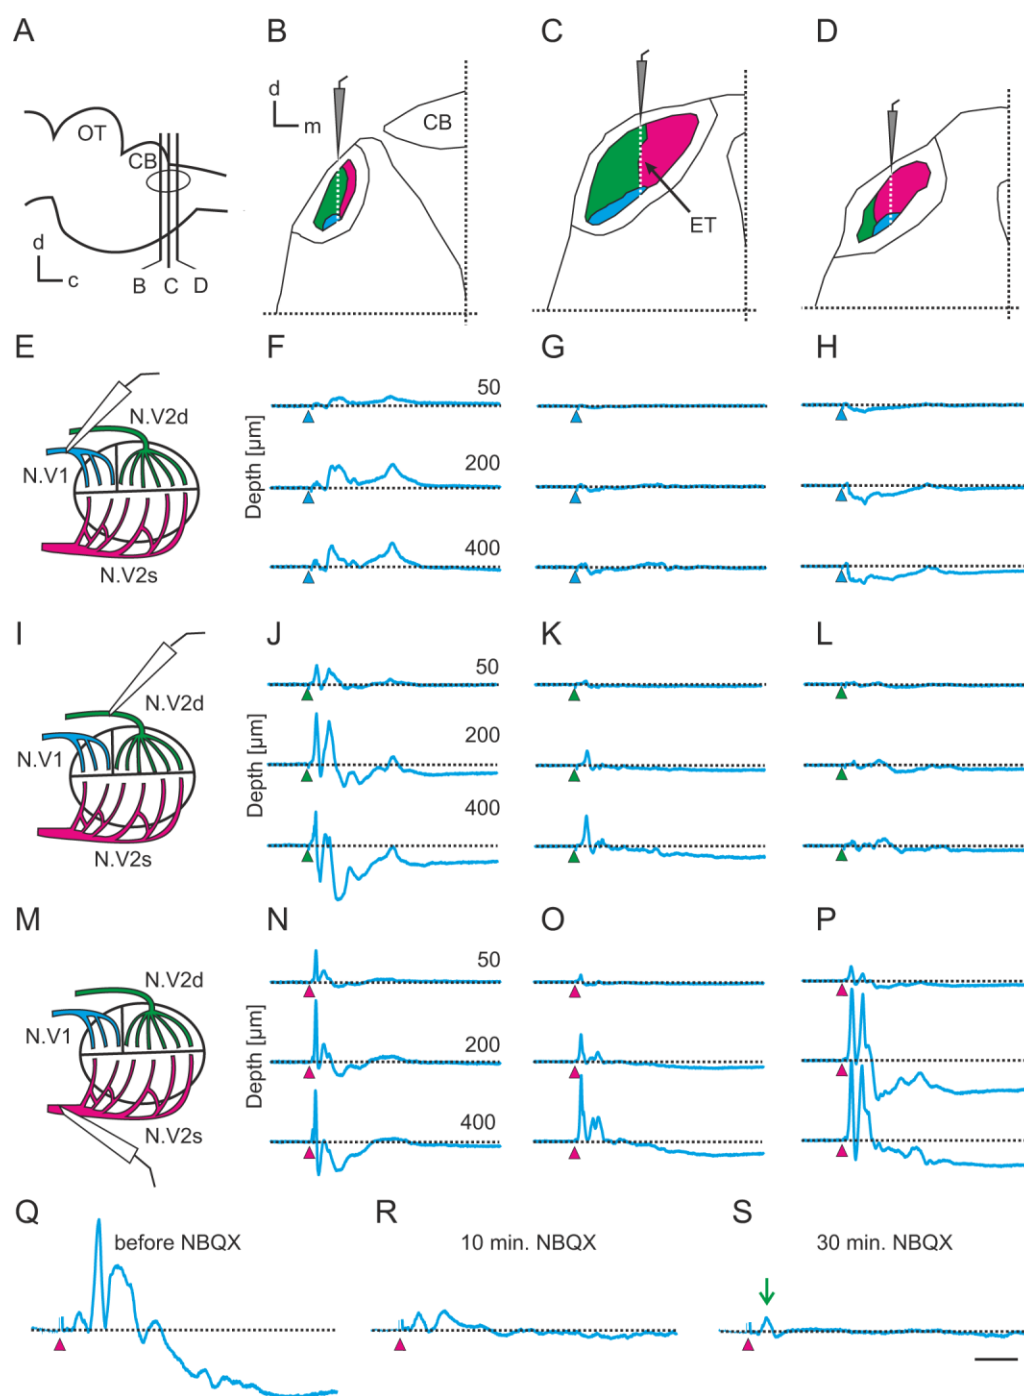 A
B
C
D
d
m
CB
OT
CB
d
c
B C D
ET
E
F
G
H
N.V2d
N.V1
N.V2s
Depth [µm]
50
200
400
I
J
K
L
N.V2d
N.V1
N.V2s
Depth [µm]
50
200
400
M
N
O
P
N.V2d
N.V1
N.V2s
Depth [µm]
50
200
400
Q
R
S
before NBQX
10 min. NBQX
30 min. NBQX